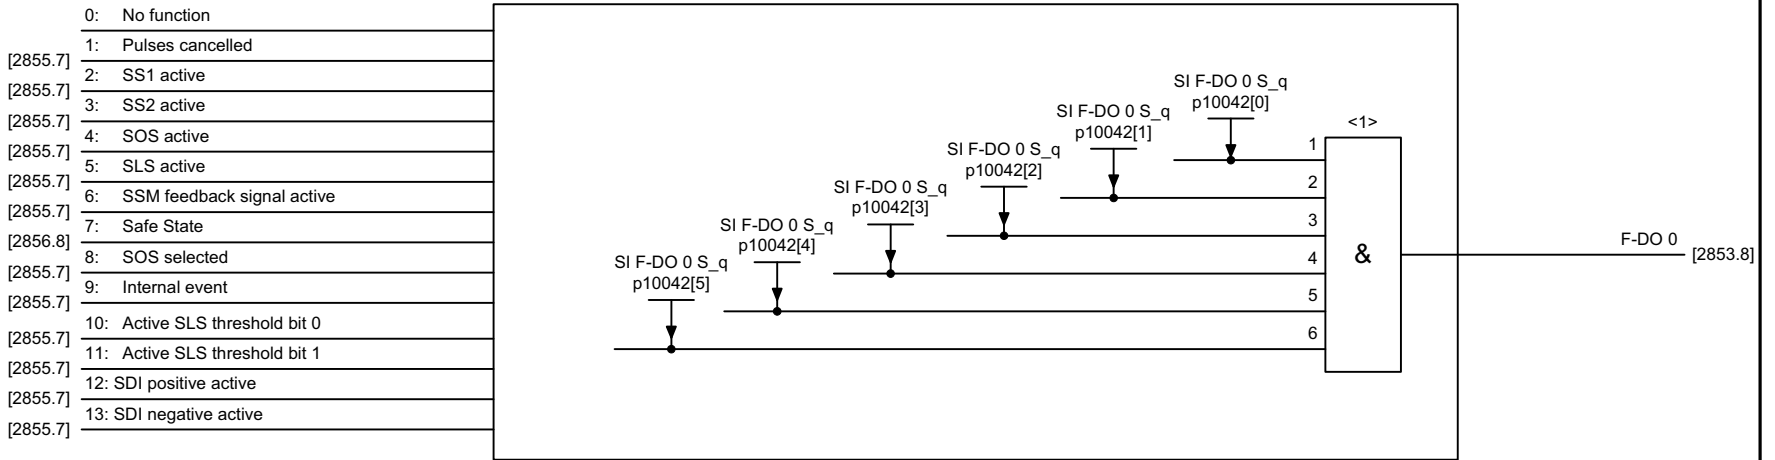 0: No function
1: Pulses cancelled
[2855.7]
2: SS1 active
[2855.7]
3: SS2 active
[2855.7]
4: SOS active
[2855.7]
5: SLS active
[2855.7]
6: SSM feedback signal active
[2855.7]
7: Safe State
[2856.8]
8: SOS selected
[2855.7]
9: Internal event
[2855.7]
10: Active SLS threshold bit 0
[2855.7]
11: Active SLS threshold bit 1
[2855.7]
12: SDI positive active
[2855.7]
13: SDI negative active
[2855.7]
SI F-DO 0 S_q
p10042[0]
SI F-DO 0 S_q
p10042[1]
SI F-DO 0 S_q
p10042[2]
SI F-DO 0 S_q
p10042[3]
SI F-DO 0 S_q
p10042[4]
SI F-DO 0 S_q
p10042[5]
<1>
1
2
3
4
5
6
&
F-DO 0
[2853.8]